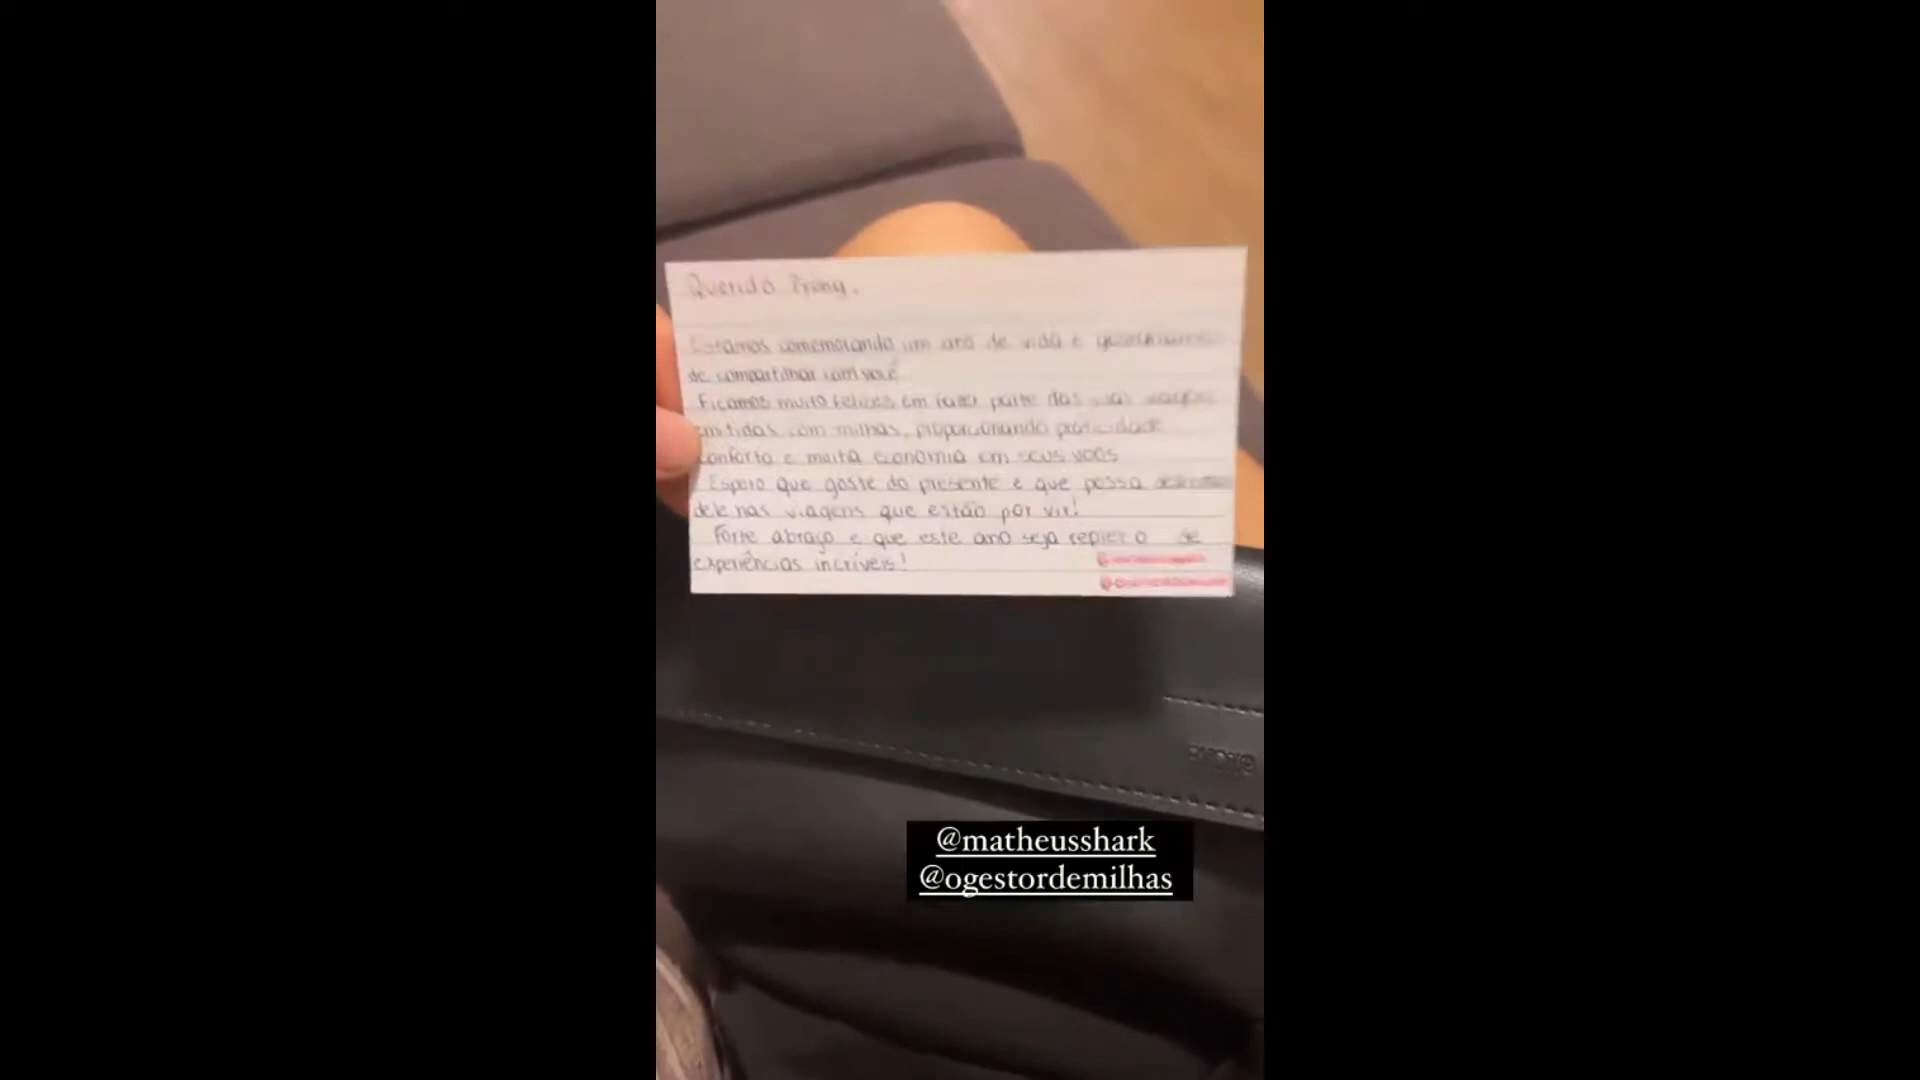 Querido
Estamos comemorando um ano de vida e
de compartilhar com você
Ficamos muito felizes em fazer parte das suas
emitidas com milhas, proporcionando praticidade
conforto e muita economia em seus voos
Espero que goste do presente e que possa
dele nas viagens que estão por vir!
Forte abraço e que este ano seja repleto de
experiências incríveis!
@matheusshark
@ogestordemilhas